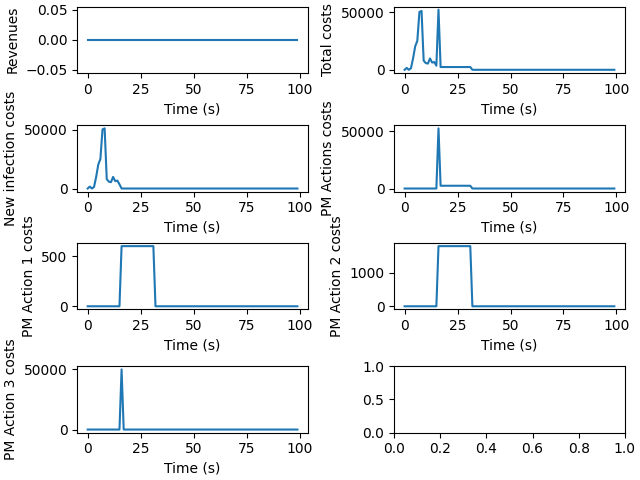 Revenues
0.05
0.00
−0.05
0 25 50 75 100
Time (s)
Total costs
50000
0
0 25 50 75 100
Time (s)
New infection costs
50000
0
0 25 50 75 100
Time (s)
PM Actions costs
50000
0
0 25 50 75 100
Time (s)
PM Action 1 costs
500
0
0 25 50 75 100
Time (s)
PM Action 2 costs
1000
0
0 25 50 75 100
Time (s)
PM Action 3 costs
50000
0
0 25 50 75 100
Time (s)
1.0
0.5
0.0
0.0 0.2 0.4 0.6 0.8 1.0